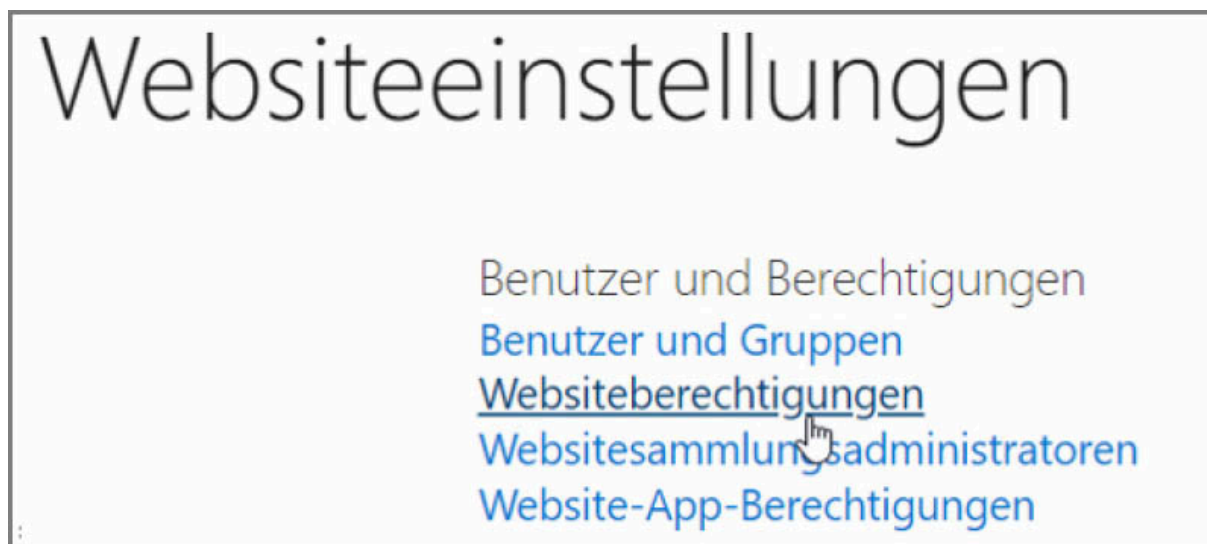 Websiteeinstellungen
Benutzer und Berechtigungen
Benutzer und Gruppen
Websiteberechtigungen
Websitesammlungsadministratoren
Website-App-Berechtigungen